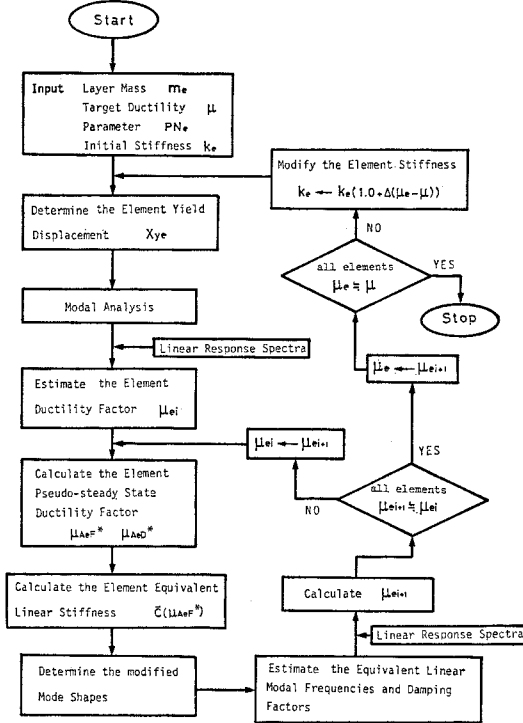 Start
Input Layer Mass me
Target Ductility μ
Parameter PNe
Initial Stiffness ke
Modify the Element Stiffness
ke ← ke(1.0+Δ(μe-μ))
Determine the Element Yield
Displacement Xye
NO
YES
all elements
μe ≒ μ
Stop
Modal Analysis
Linear Response Spectra
Estimate the Element
Ductility Factor μei
μe ← μei+1
μei ← μei+1
YES
Calculate the Element
Pseudo-steady State
Ductility Factor
μAeF* μAeD*
all elements
μei+1 ≒ μei
NO
Calculate the Element Equivalent
Linear Stiffness c̄(μAeF*)
Calculate μei+1
Linear Response Spectra
Determine the modified
Mode Shapes
Estimate the Equivalent Linear
Modal Frequencies and Damping
Factors